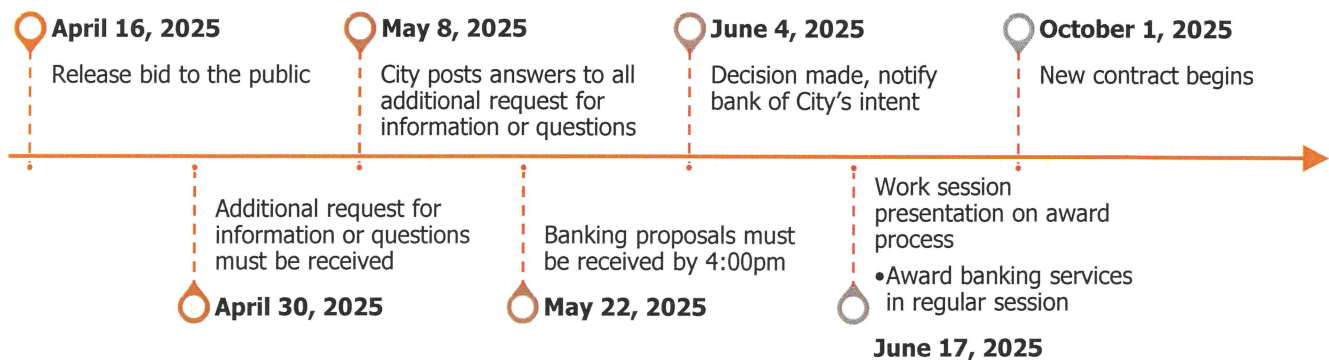 April 16, 2025
Release bid to the public
May 8, 2025
City posts answers to all
additional request for
information or questions
June 4, 2025
Decision made, notify
bank of City's intent
October 1, 2025
New contract begins
Additional request for
information or questions
must be received
April 30, 2025
Banking proposals must
be received by 4:00pm
May 22, 2025
Work session
presentation on award
process
•Award banking services
in regular session
June 17, 2025